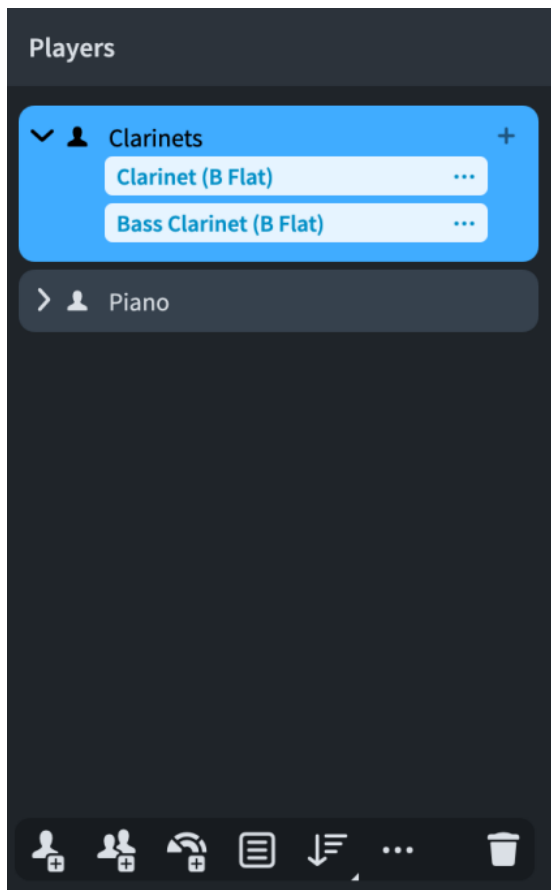 Players
Clarinets
Clarinet (B Flat)
Bass Clarinet (B Flat)
Piano